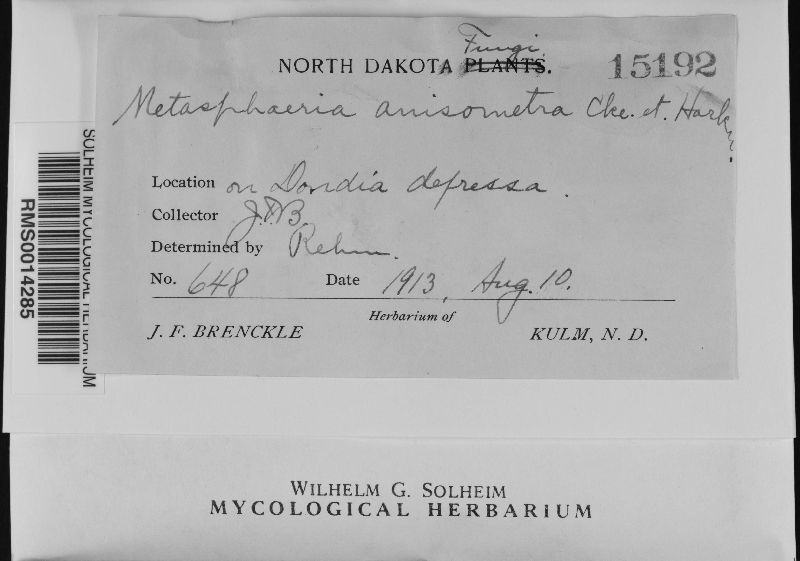 NORTH DAKOTA Fungi PLANTS. 15192
Metasphaeria anisometra Cke. et. Harkn.
Location on Dondia depressa.
Collector J.F.B.
Determined by Rehm.
No. 648 Date 1913, Aug. 10.
Herbarium of
J. F. BRENCKLE KULM, N. D.
SOLHEIM MYCOLOGICAL HERBARIUM
RMS0014285
WILHELM G. SOLHEIM
MYCOLOGICAL HERBARIUM